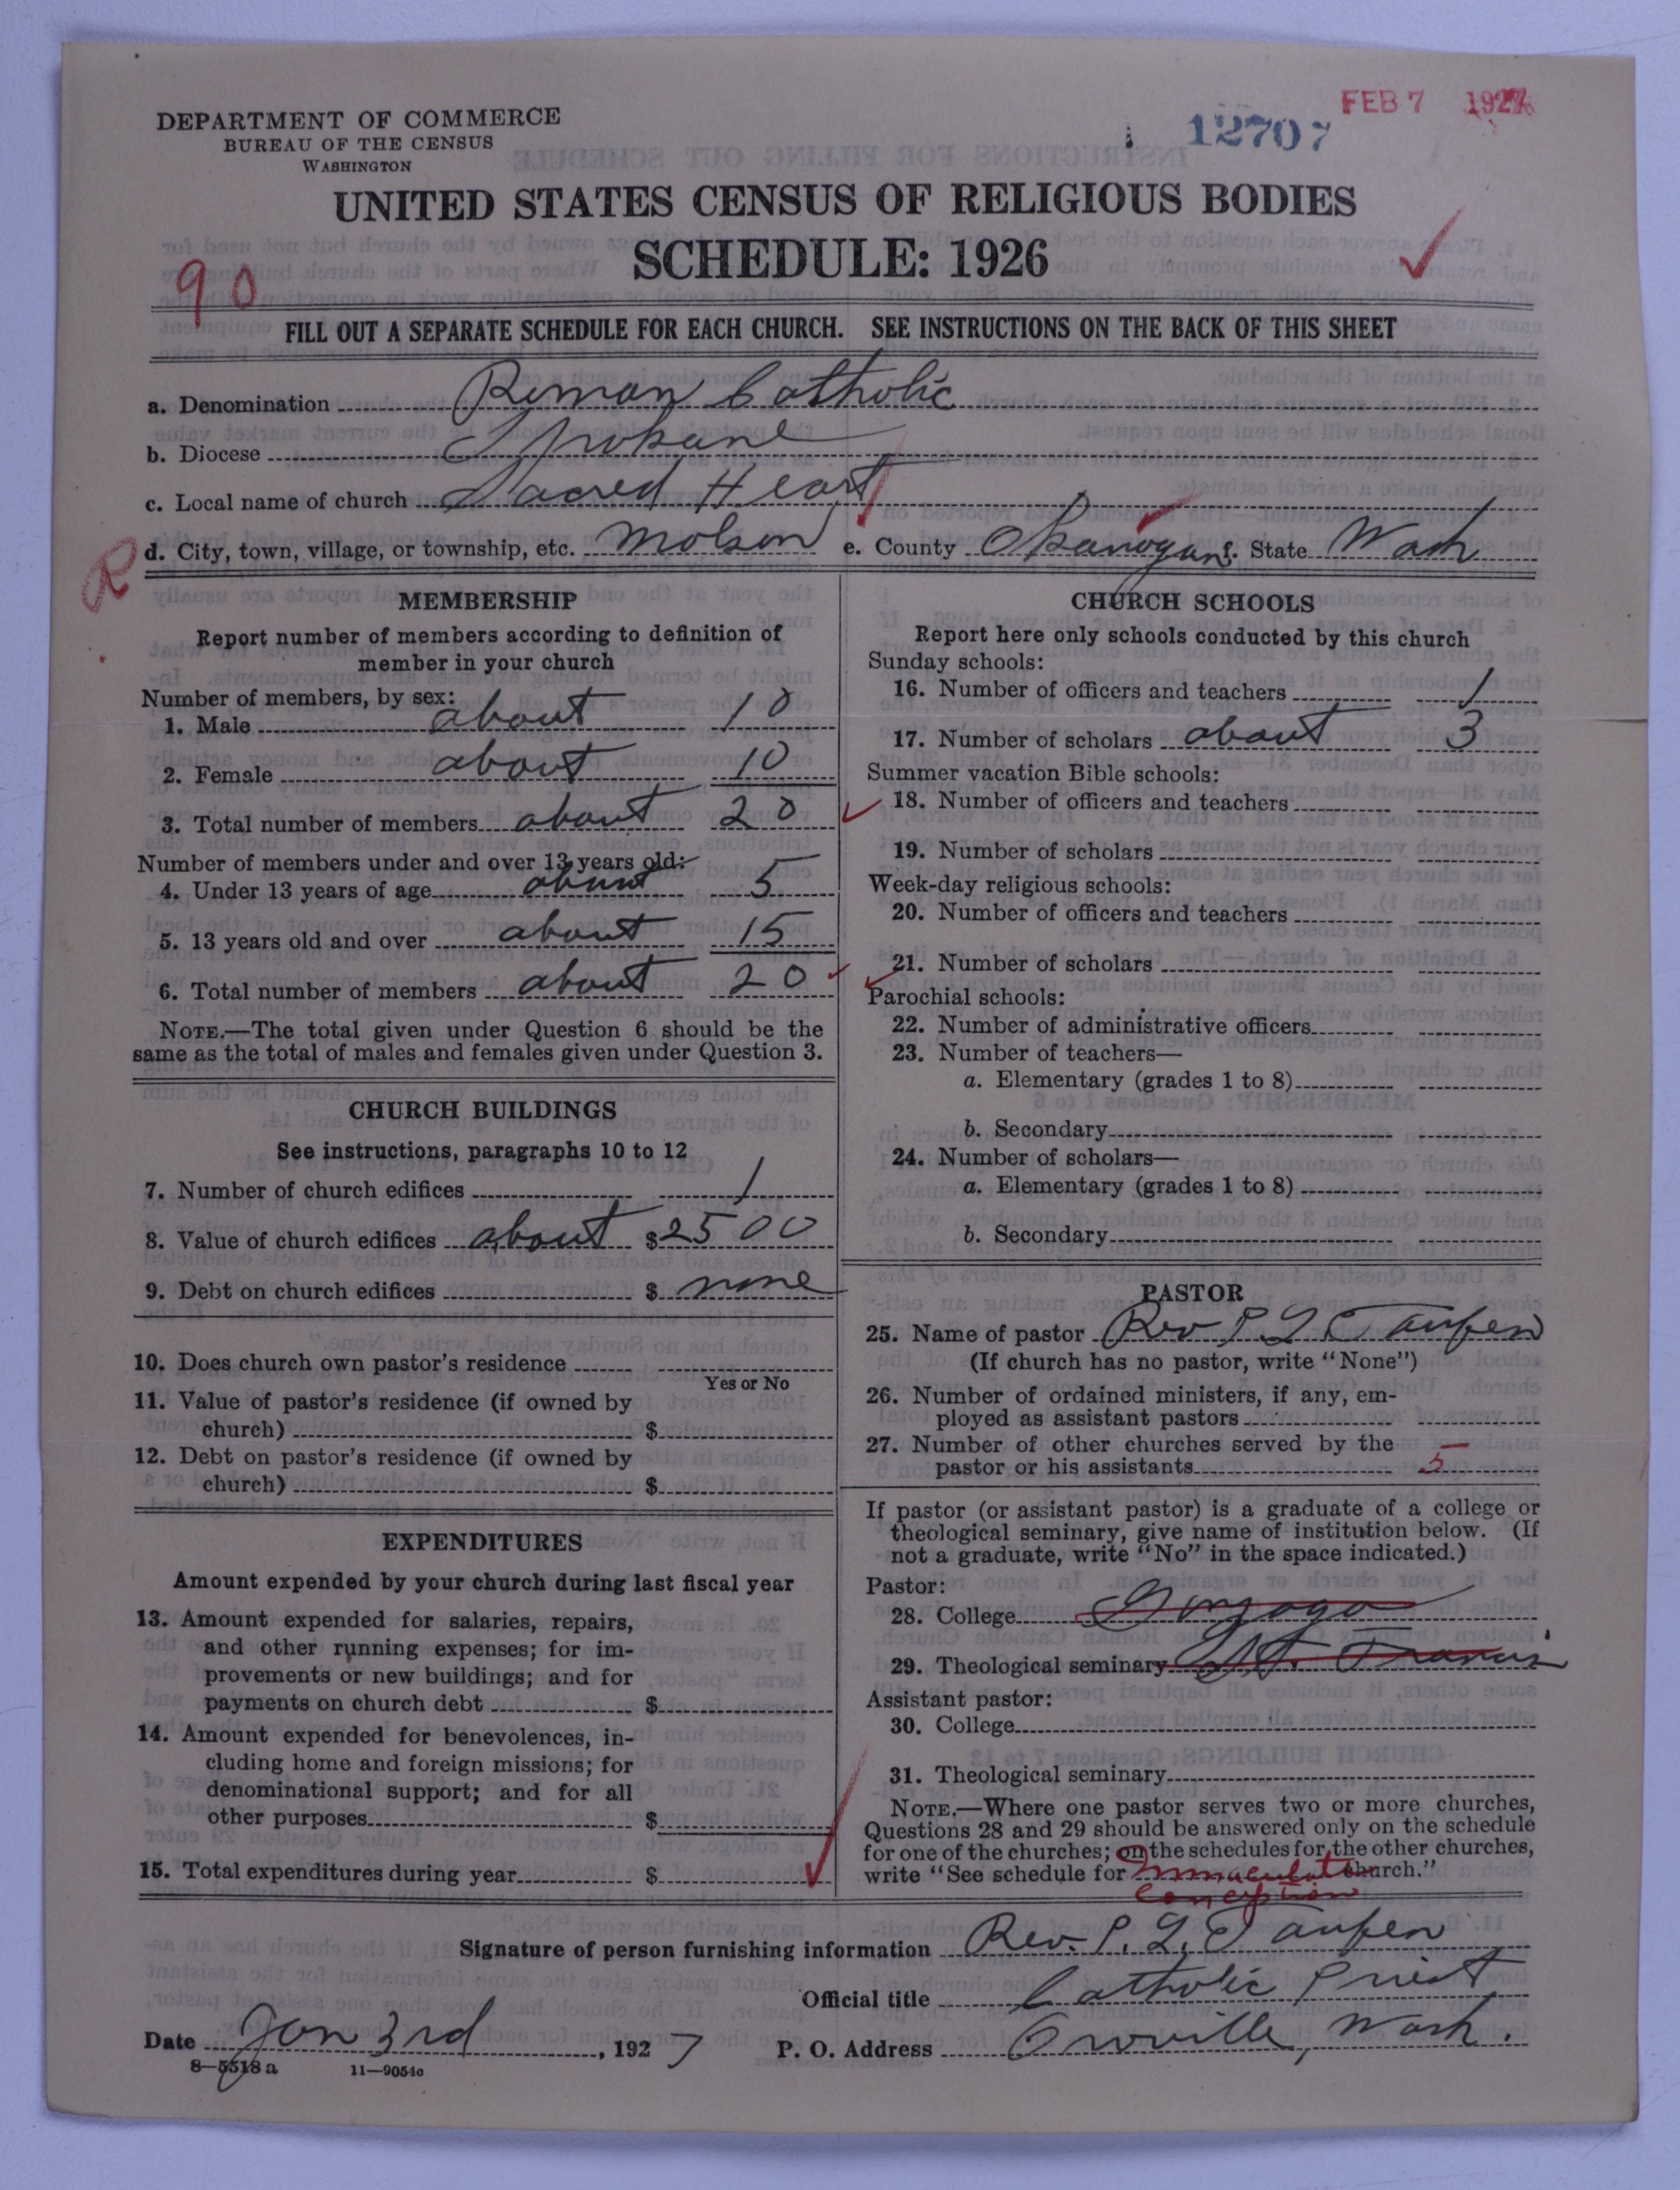 DEPARTMENT OF COMMERCE
BUREAU OF THE CENSUS
WASHINGTON
12707
FEB 7 1927
UNITED STATES CENSUS OF RELIGIOUS BODIES
SCHEDULE: 1926
90
FILL OUT A SEPARATE SCHEDULE FOR EACH CHURCH. SEE INSTRUCTIONS ON THE BACK OF THIS SHEET
a. Denomination Roman Catholic
b. Diocese Spokane
c. Local name of church Sacred Heart
R d. City, town, village, or township, etc. Molson e. County Okanogan f. State Wash
MEMBERSHIP
Report number of members according to definition of
member in your church
Number of members, by sex:
1. Male about 10
2. Female about 10
3. Total number of members about 20
Number of members under and over 13 years old:
4. Under 13 years of age about 5
5. 13 years old and over about 15
6. Total number of members about 20
NOTE.—The total given under Question 6 should be the
same as the total of males and females given under Question 3.
CHURCH BUILDINGS
See instructions, paragraphs 10 to 12
7. Number of church edifices 1
8. Value of church edifices about $2500
9. Debt on church edifices $ none
10. Does church own pastor's residence
Yes or No
11. Value of pastor's residence (if owned by
church) $
12. Debt on pastor's residence (if owned by
church) $
EXPENDITURES
Amount expended by your church during last fiscal year
13. Amount expended for salaries, repairs,
and other running expenses; for im-
provements or new buildings; and for
payments on church debt $
14. Amount expended for benevolences, in-
cluding home and foreign missions; for
denominational support; and for all
other purposes $
15. Total expenditures during year $
CHURCH SCHOOLS
Report here only schools conducted by this church
Sunday schools:
16. Number of officers and teachers 1
17. Number of scholars about 3
Summer vacation Bible schools:
18. Number of officers and teachers
19. Number of scholars
Week-day religious schools:
20. Number of officers and teachers
21. Number of scholars
Parochial schools:
22. Number of administrative officers
23. Number of teachers—
a. Elementary (grades 1 to 8)
b. Secondary
24. Number of scholars—
a. Elementary (grades 1 to 8)
b. Secondary
PASTOR
25. Name of pastor Rev P. L. Taufen
(If church has no pastor, write "None")
26. Number of ordained ministers, if any, em-
ployed as assistant pastors
27. Number of other churches served by the
pastor or his assistants 5
If pastor (or assistant pastor) is a graduate of a college or
theological seminary, give name of institution below. (If
not a graduate, write "No" in the space indicated.)
Pastor:
28. College Gonzaga
29. Theological seminary St. Francis
Assistant pastor:
30. College
31. Theological seminary
NOTE.—Where one pastor serves two or more churches,
Questions 28 and 29 should be answered only on the schedule
for one of the churches; on the schedules for the other churches,
write "See schedule for Immaculate Church."
Conception
Signature of person furnishing information Rev. P. L. Taufen
Official title Catholic Priest
Date Jan 3rd, 1927 P. O. Address Oroville, Wash.
8—5518 a 11—9054c